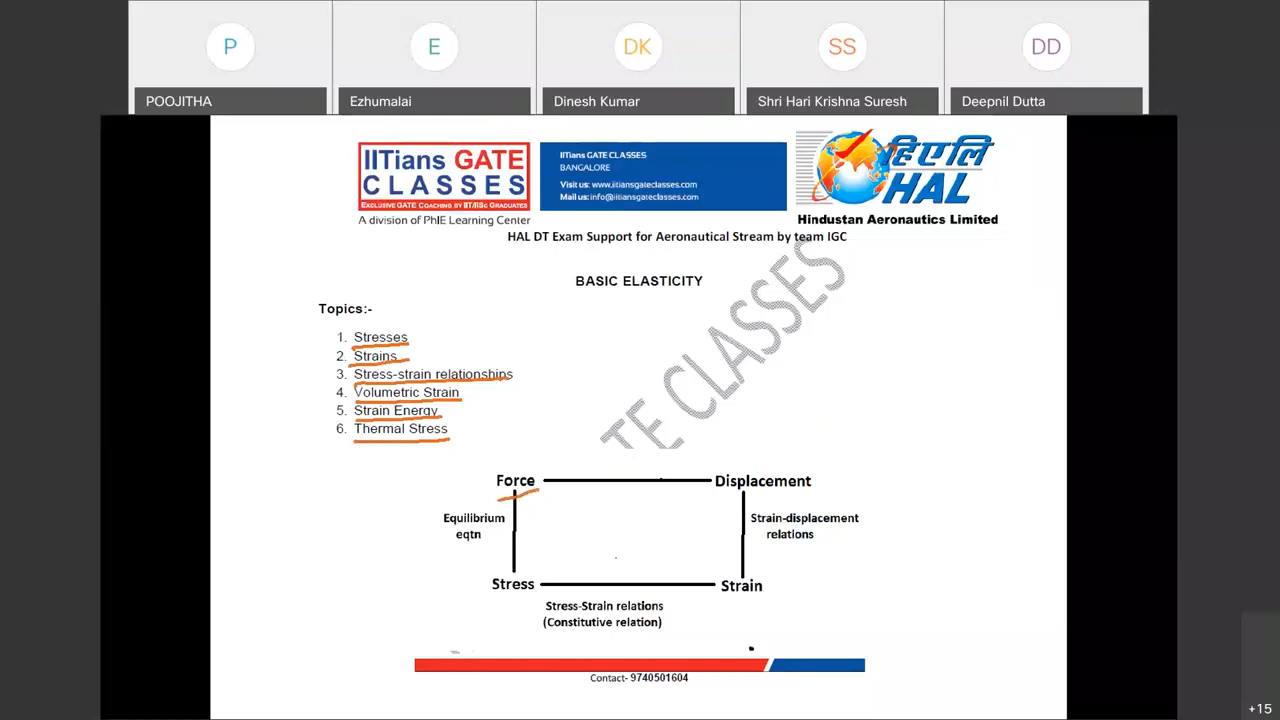 P
E
DK
SS
DD
POOJITHA
Ezhumalai
Dinesh Kumar
Shri Hari Krishna Suresh
Deepnil Dutta
IITians GATE
CLASSES
EXCLUSIVE GATE COACHING BY IIT/IISc GRADUATES
A division of PhIE Learning Center
IITians GATE CLASSES
BANGALORE
Visit us: www.iitiansgateclasses.com
Mail us: info@iitiansgateclasses.com
हिएलि
HAL
Hindustan Aeronautics Limited
HAL DT Exam Support for Aeronautical Stream by team IGC
BASIC ELASTICITY
Topics:-
1. Stresses
2. Strains
3. Stress-strain relationships
4. Volumetric Strain
5. Strain Energy
6. Thermal Stress
TE CLASSES
Force
Displacement
Equilibrium
eqtn
Strain-displacement
relations
Stress
Strain
Stress-Strain relations
(Constitutive relation)
Contact- 9740501604
+15